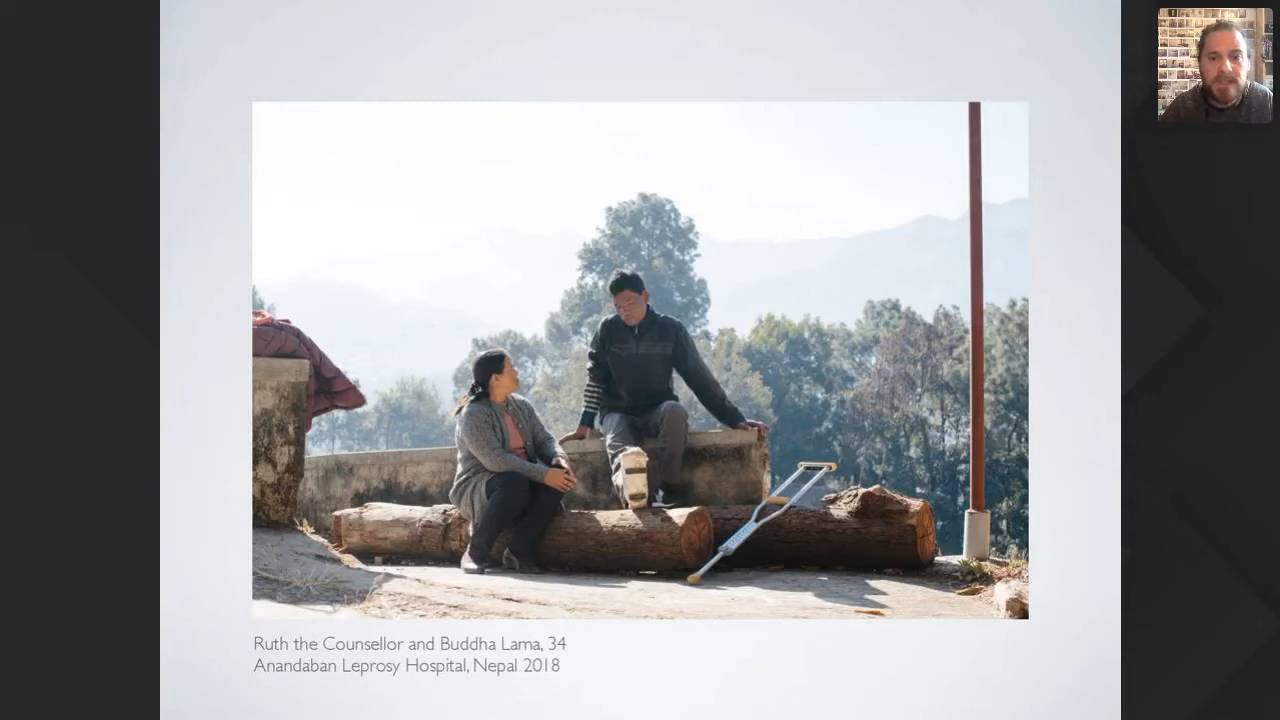 Ruth the Counsellor and Buddha Lama, 34
Anandaban Leprosy Hospital, Nepal 2018